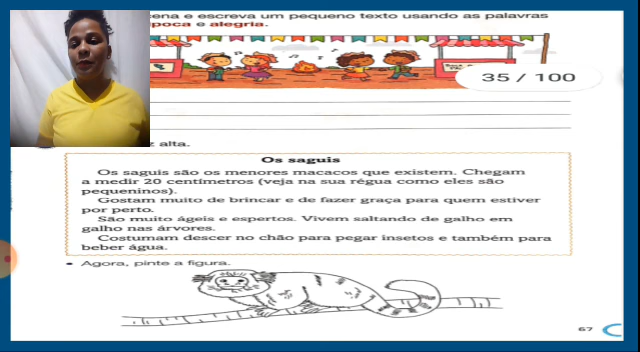 cena e escreva um pequeno texto usando as palavras
poca e alegria.
35 / 100
z alta.
Os saguis
Os saguis são os menores macacos que existem. Chegam
a medir 20 centímetros (veja na sua régua como eles são
pequeninos).
Gostam muito de brincar e de fazer graça para quem estiver
por perto.
São muito ágeis e espertos. Vivem saltando de galho em
galho nas árvores.
Costumam descer no chão para pegar insetos e também para
beber água.
• Agora, pinte a figura.
67